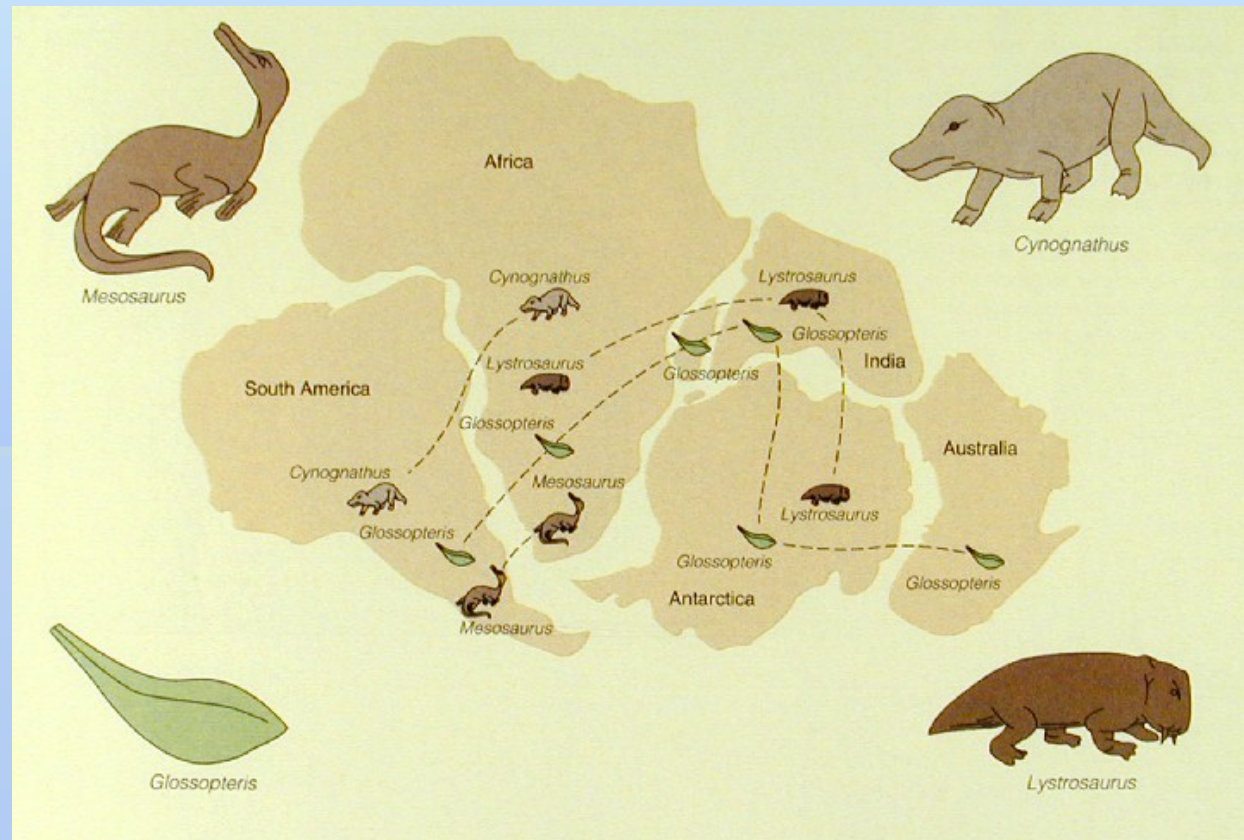 Africa
Cynognathus
Mesosaurus
Cynognathus
Lystrosaurus
Glossopteris
India
Lystrosaurus
Glossopteris
South America
Glossopteris
Australia
Cynognathus
Mesosaurus
Lystrosaurus
Glossopteris
Glossopteris
Glossopteris
Antarctica
Mesosaurus
Glossopteris
Lystrosaurus